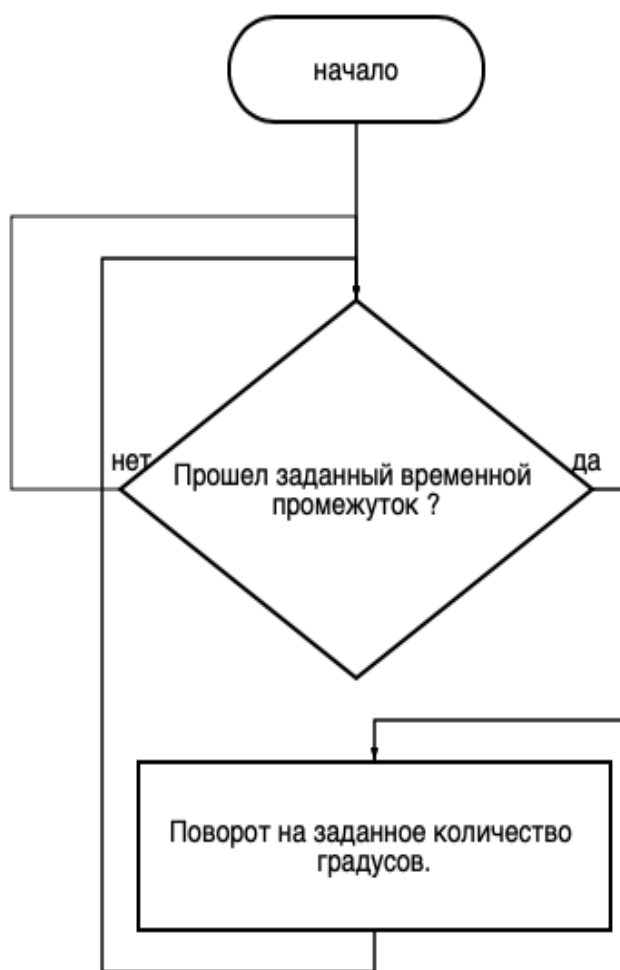 начало
нет
да
Прошел заданный временной
промежуток ?
Поворот на заданное количество
градусов.